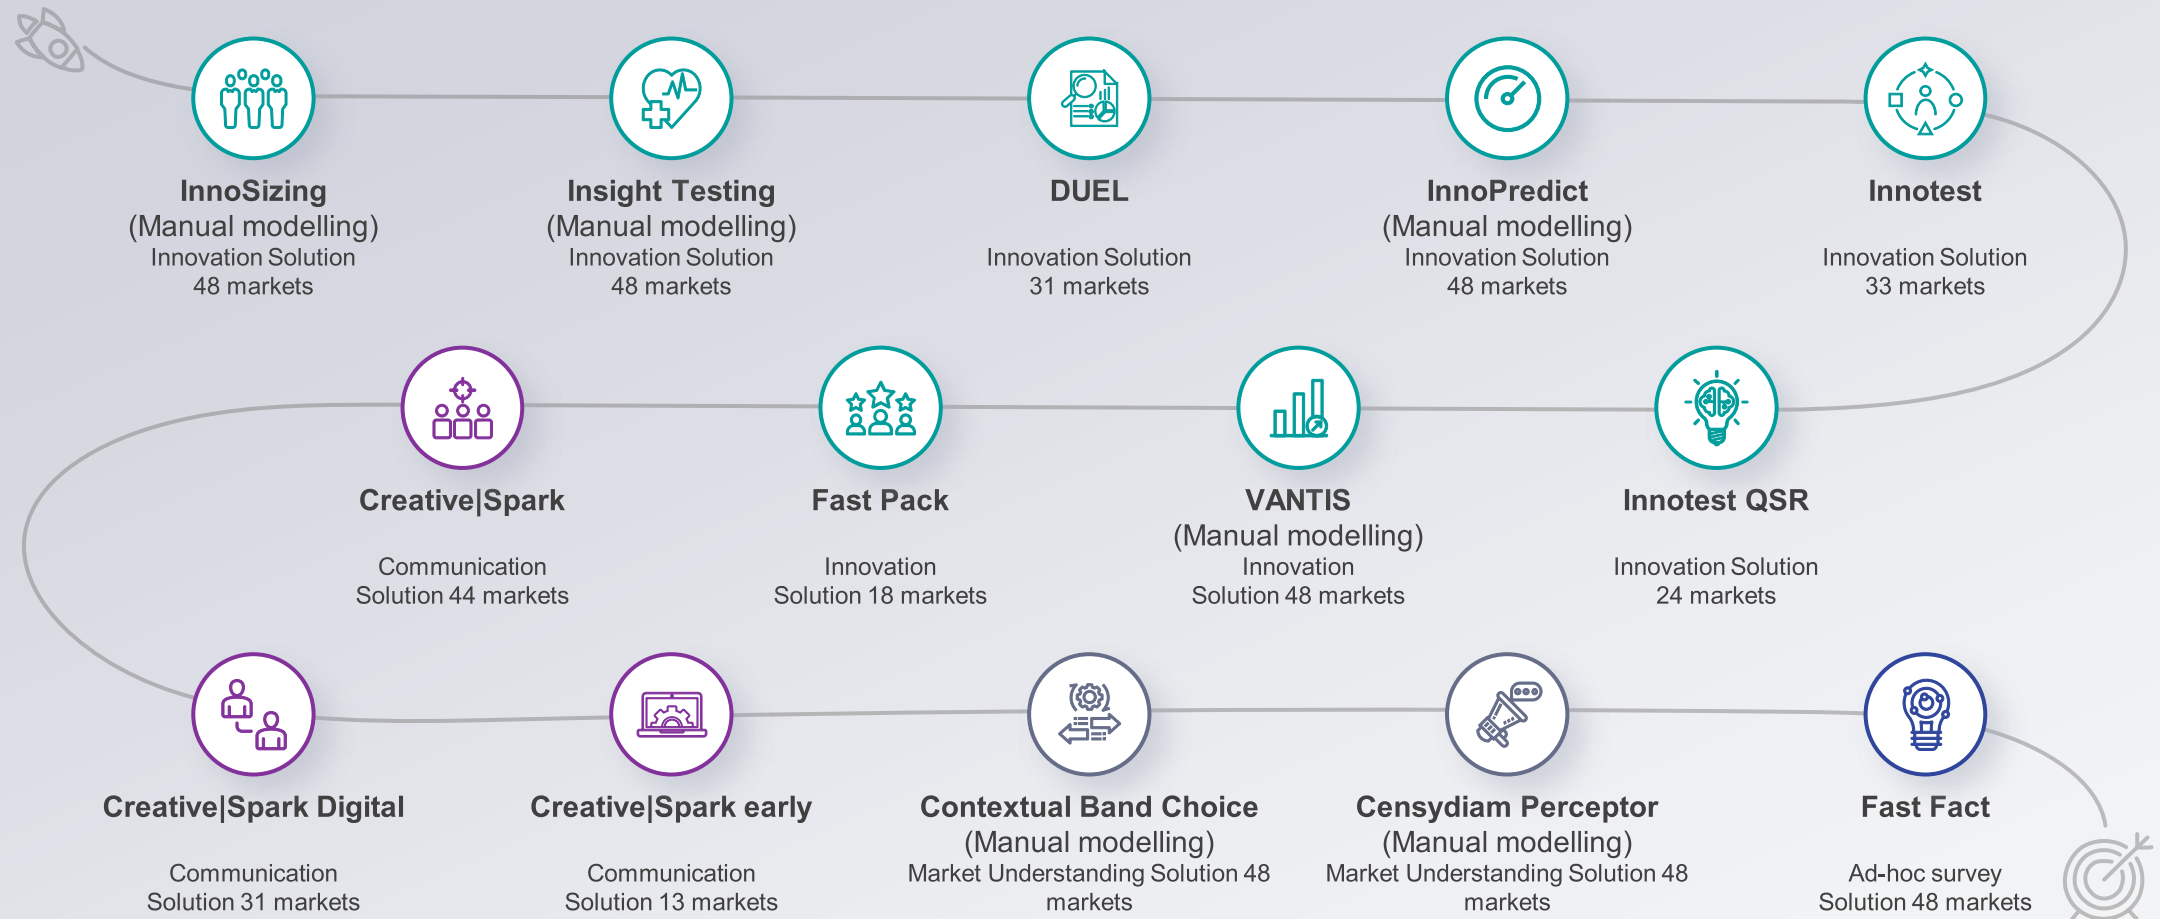 InnoSizing
(Manual modelling)
Innovation Solution
48 markets
Insight Testing
(Manual modelling)
Innovation Solution
48 markets
DUEL
Innovation Solution
31 markets
InnoPredict
(Manual modelling)
Innovation Solution
48 markets
Innotest
Innovation Solution
33 markets
Creative|Spark
Communication
Solution 44 markets
Fast Pack
Innovation
Solution 18 markets
VANTIS
(Manual modelling)
Innovation
Solution 48 markets
Innotest QSR
Innovation Solution
24 markets
Creative|Spark Digital
Communication
Solution 31 markets
Creative|Spark early
Communication
Solution 13 markets
Contextual Band Choice
(Manual modelling)
Market Understanding Solution 48
markets
Censydiam Perceptor
(Manual modelling)
Market Understanding Solution 48
markets
Fast Fact
Ad-hoc survey
Solution 48 markets